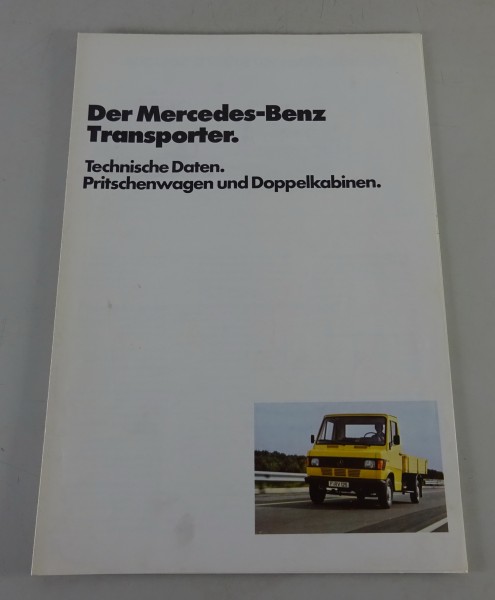 Der Mercedes-Benz
Transporter.
Technische Daten.
Pritschenwagen und Doppelkabinen.